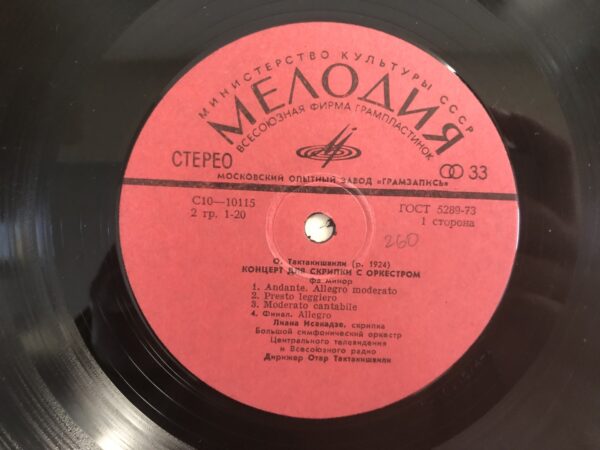 МИНИСТЕРСТВО КУЛЬТУРЫ СССР
МЕЛОДИЯ
ВСЕСОЮЗНАЯ ФИРМА ГРАМПЛАСТИНОК
СТЕРЕО
33
МОСКОВСКИЙ ОПЫТНЫЙ ЗАВОД «ГРАМЗАПИСЬ»
С10—10115
2 гр. 1-20
ГОСТ 5289-73
1 сторона
260
О. Тактакишвили (р. 1924)
КОНЦЕРТ ДЛЯ СКРИПКИ С ОРКЕСТРОМ
фа минор
1. Andante. Allegro moderato
2. Presto leggiero
3. Moderato cantabile
4. Финал. Allegro
Лиана Исакадзе, скрипка
Большой симфонический оркестр
Центрального телевидения
и Всесоюзного радио
Дирижер Отар Тактакишвили